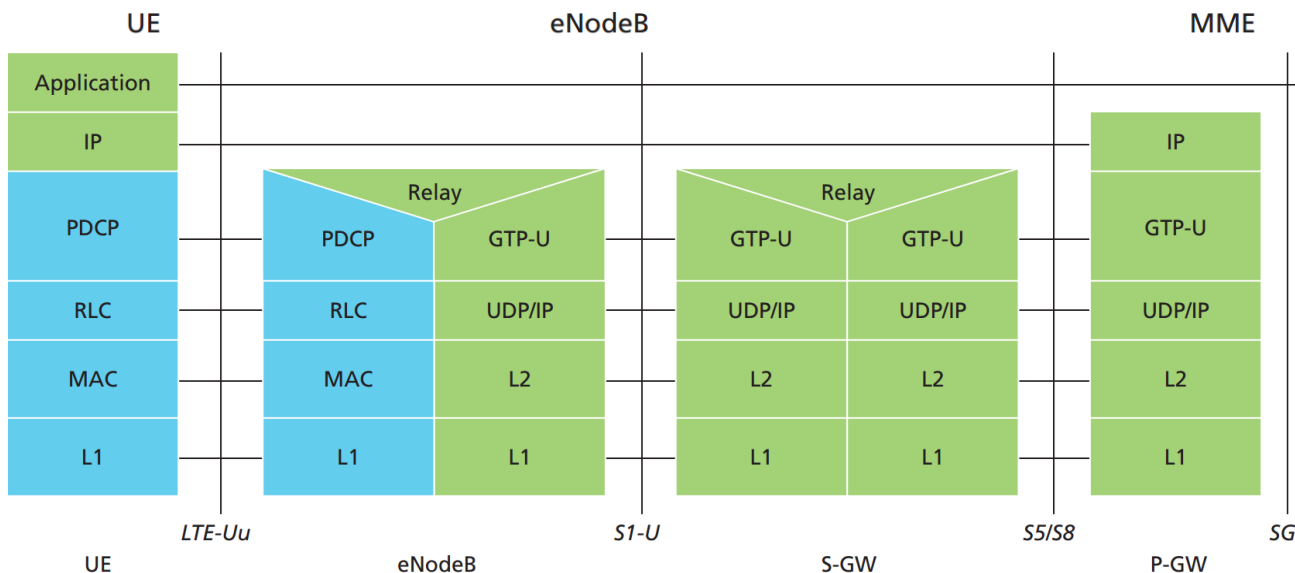 UE eNodeB MME
Application
IP IP
Relay Relay
PDCP PDCP GTP-U GTP-U GTP-U GTP-U
RLC RLC UDP/IP UDP/IP UDP/IP UDP/IP
MAC MAC L2 L2 L2 L2
L1 L1 L1 L1 L1 L1
LTE-Uu S1-U S5/S8 SG
UE eNodeB S-GW P-GW